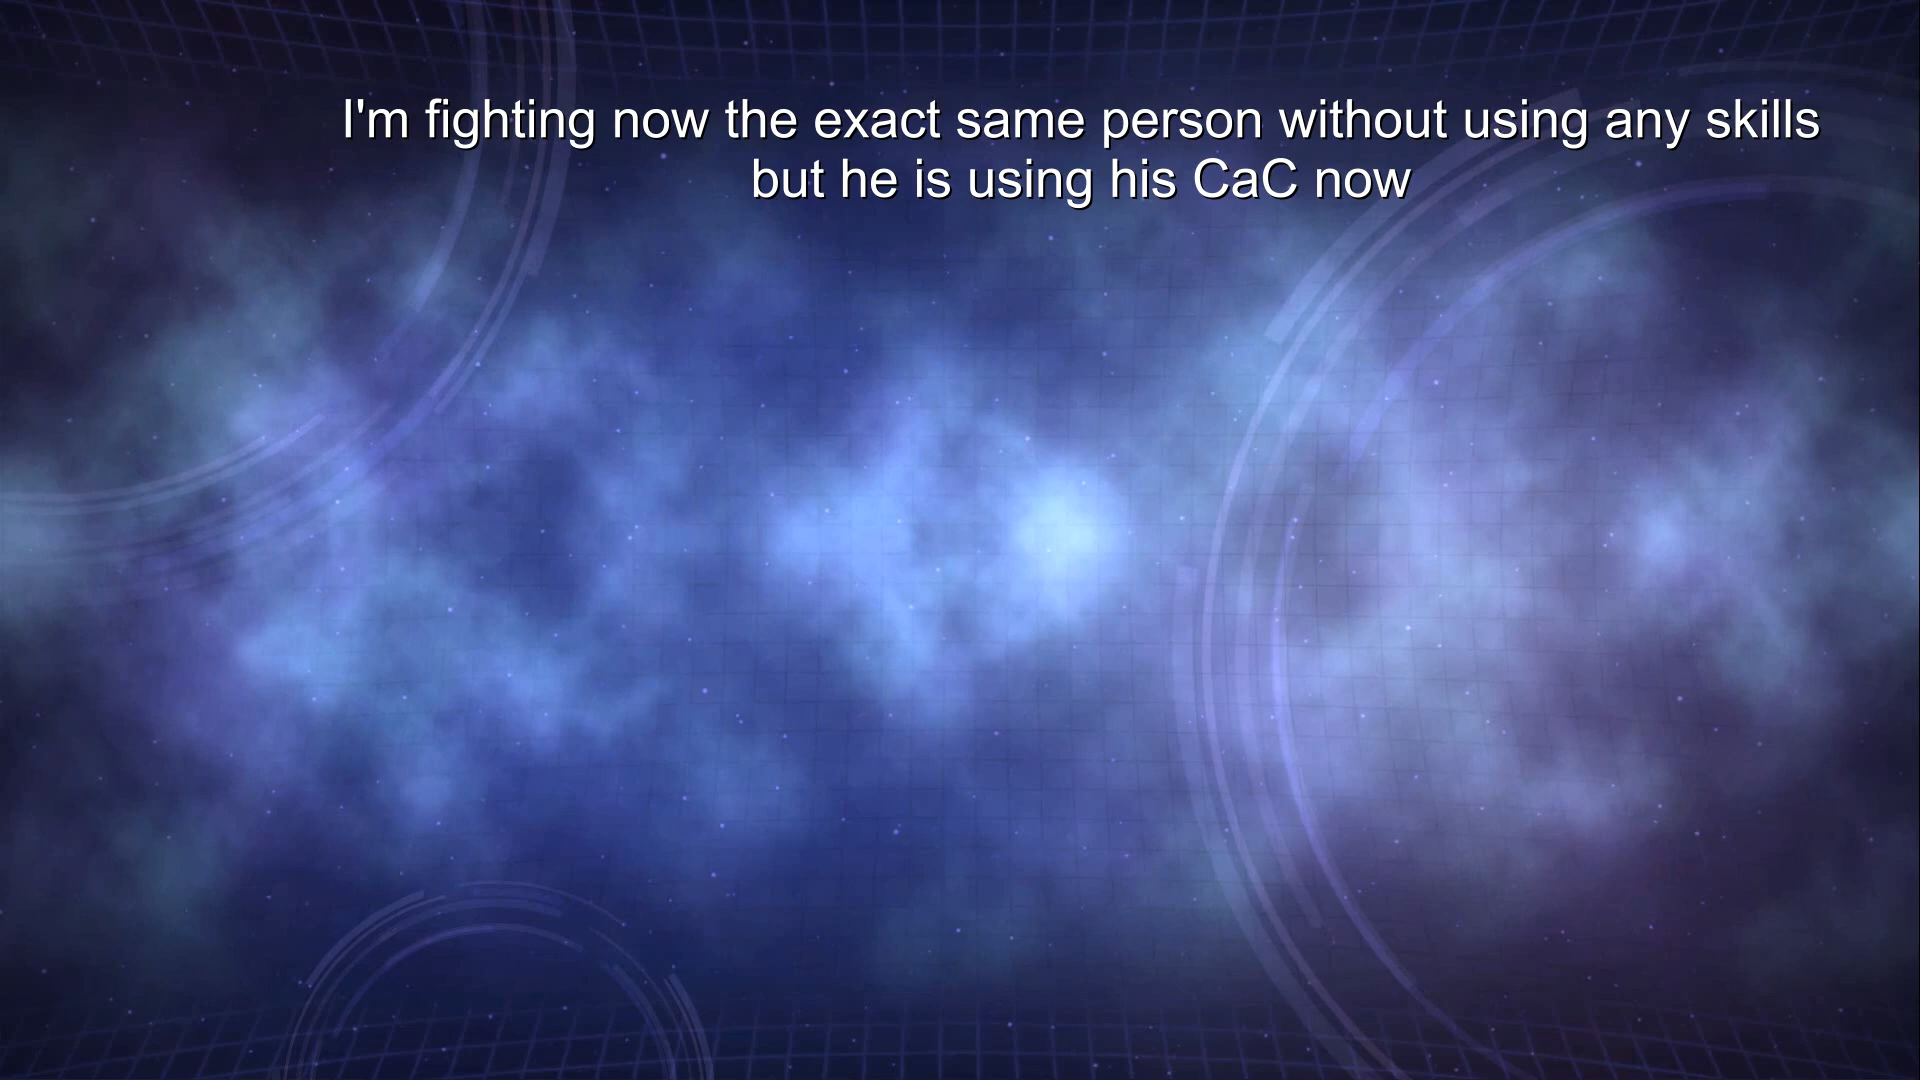 I'm fighting now the exact same person without using any skills
but he is using his CaC now